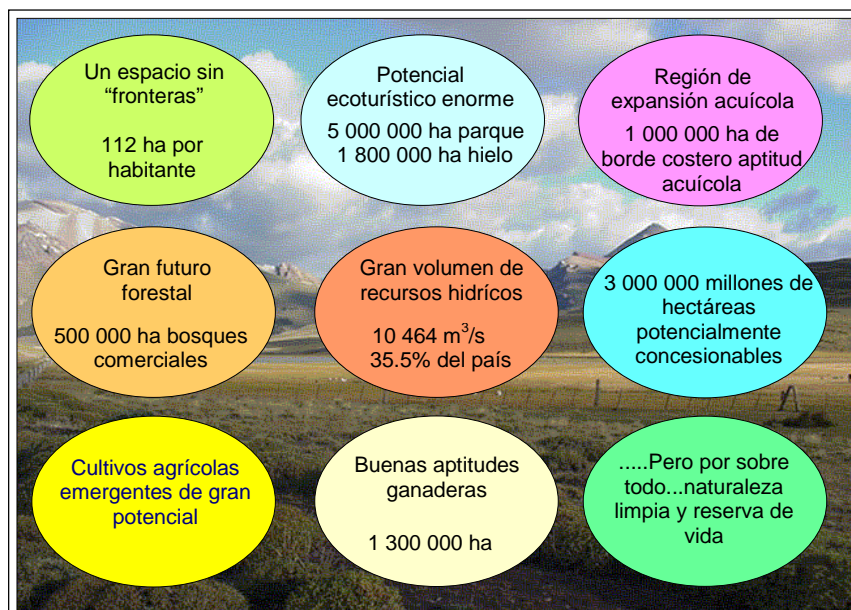 Un espacio sin
“fronteras”
112 ha por
habitante
Potencial
ecoturístico enorme
5 000 000 ha parque
1 800 000 ha hielo
Región de
expansión acuícola
1 000 000 ha de
borde costero aptitud
acuícola
Gran futuro
forestal
500 000 ha bosques
comerciales
Gran volumen de
recursos hidrícos
10 464 m³/s
35.5% del país
3 000 000 millones de
hectáreas
potencialmente
concesionables
Cultivos agrícolas
emergentes de gran
potencial
Buenas aptitudes
ganaderas
1 300 000 ha
.....Pero por sobre
todo...naturaleza
limpia y reserva de
vida